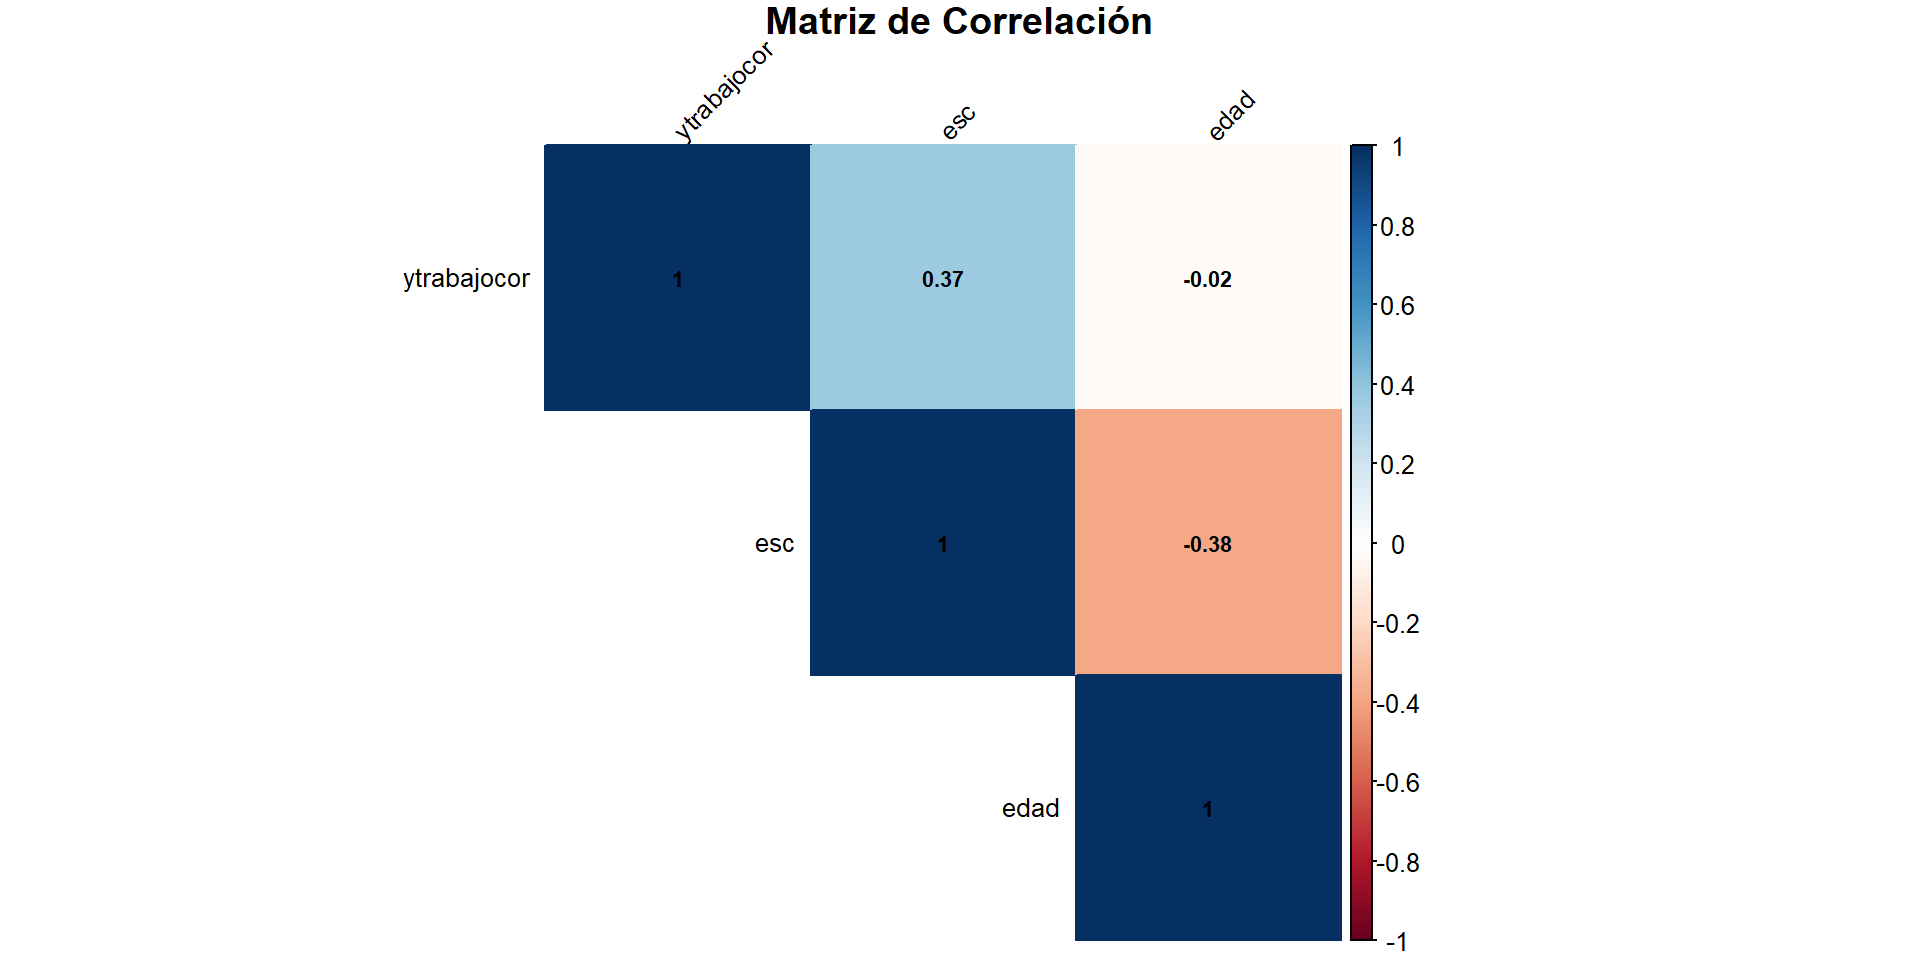 Matriz de Correlación
ytrabajocor
esc
edad
ytrabajocor
1
0.37
-0.02
esc
1
-0.38
edad
1
1
0.8
0.6
0.4
0.2
0
-0.2
-0.4
-0.6
-0.8
-1